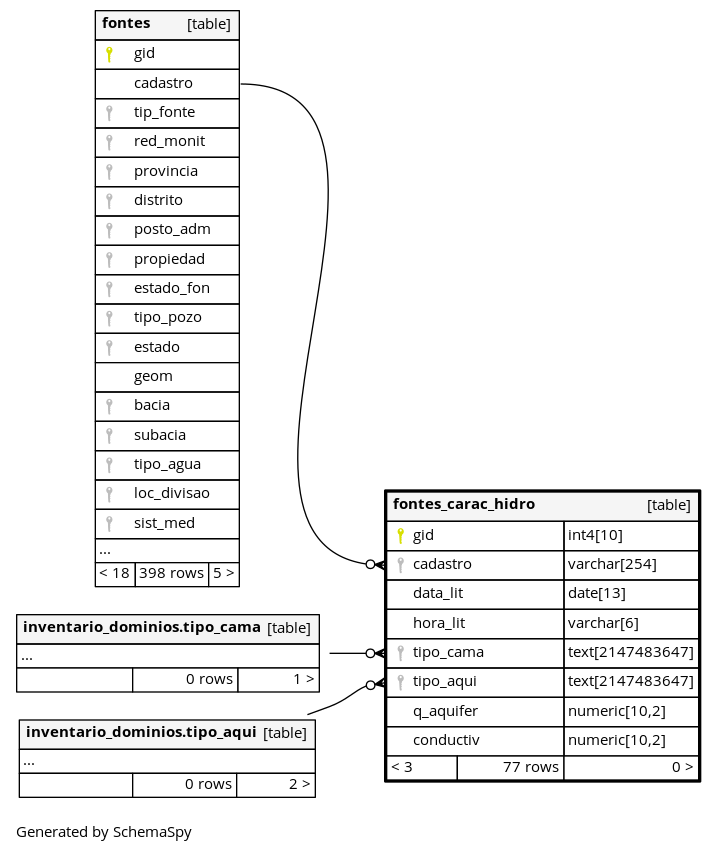 fontes [table]
gid
cadastro
tip_fonte
red_monit
provincia
distrito
posto_adm
propiedad
estado_fon
tipo_pozo
estado
geom
bacia
subacia
tipo_agua
loc_divisao
sist_med
...
< 18 398 rows 5 >
fontes_carac_hidro [table]
gid int4[10]
cadastro varchar[254]
data_lit date[13]
hora_lit varchar[6]
tipo_cama text[2147483647]
tipo_aqui text[2147483647]
q_aquifer numeric[10,2]
conductiv numeric[10,2]
< 3 77 rows 0 >
inventario_dominios.tipo_cama [table]
...
0 rows 1 >
inventario_dominios.tipo_aqui [table]
...
0 rows 2 >
Generated by SchemaSpy